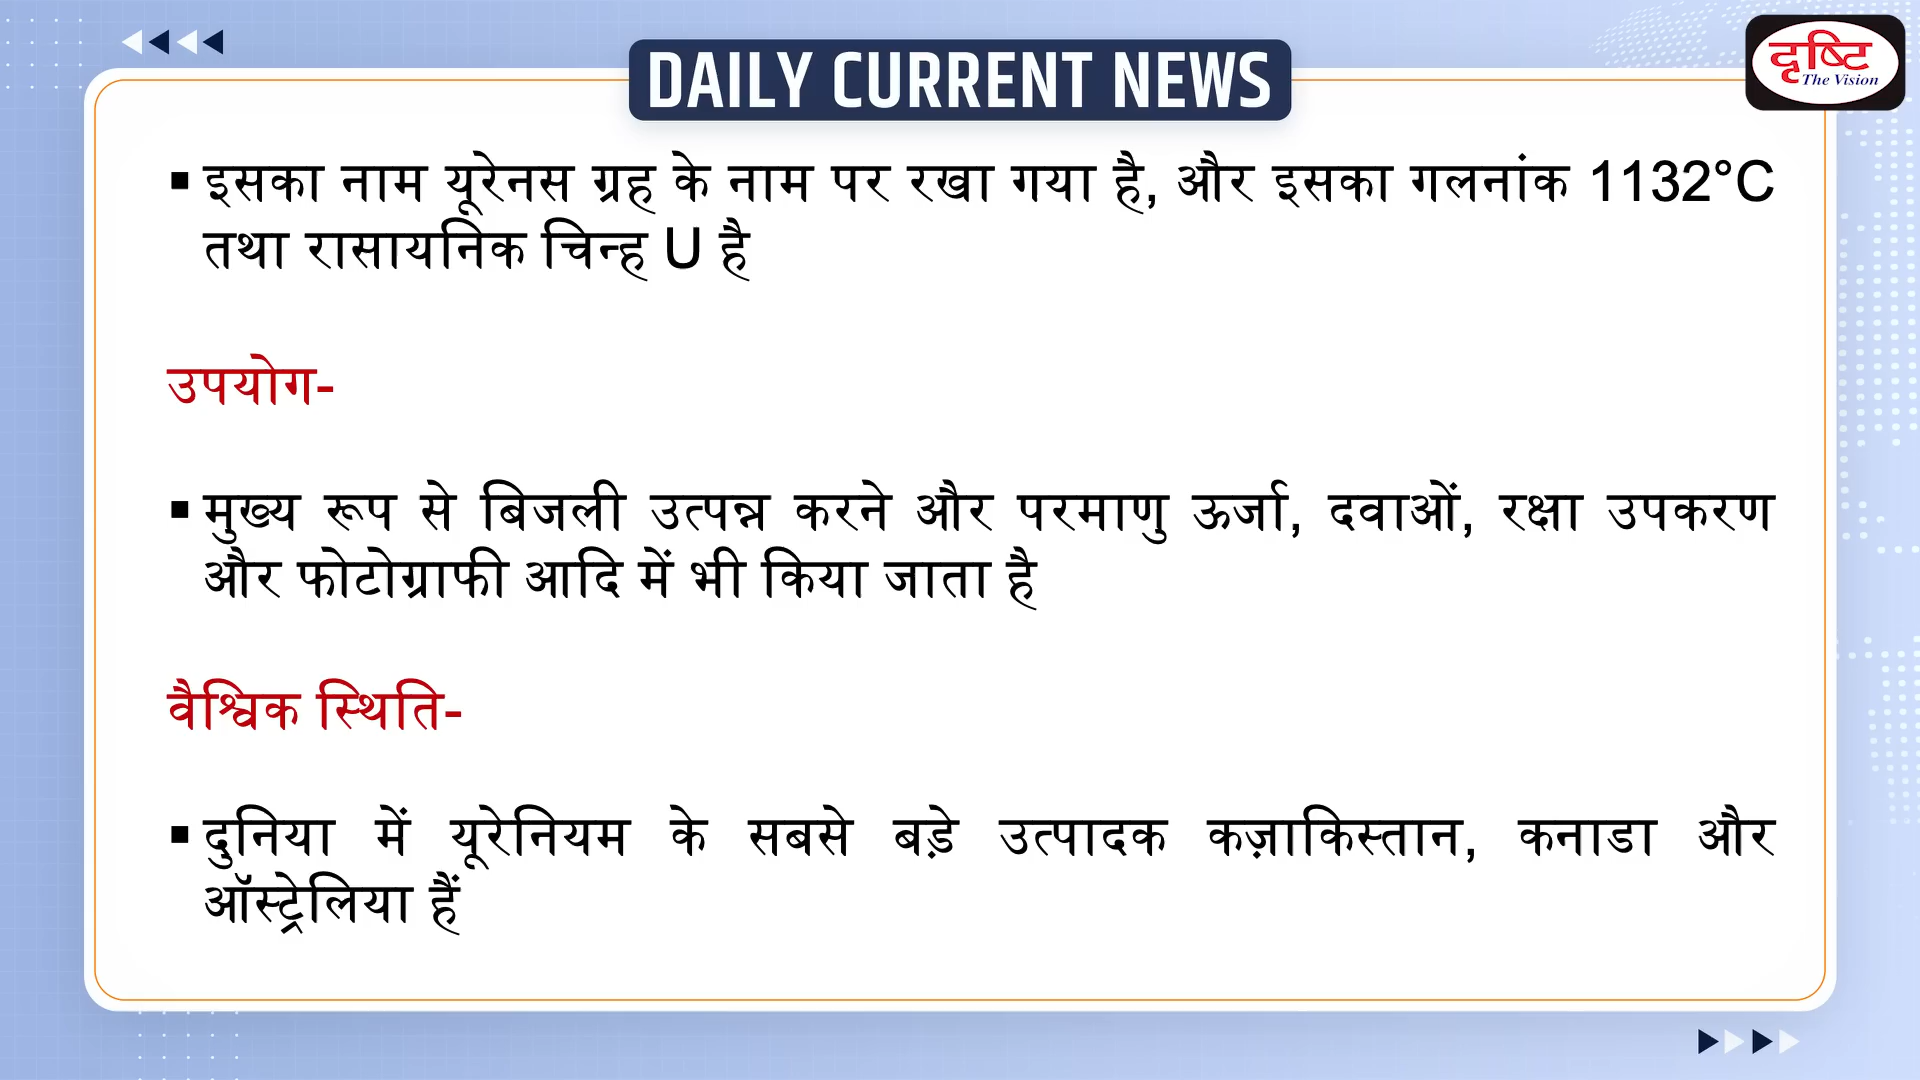 DAILY CURRENT NEWS
दृष्टि
The Vision
▪ इसका नाम यूरेनस ग्रह के नाम पर रखा गया है, और इसका गलनांक 1132°C
तथा रासायनिक चिन्ह U है
उपयोग-
▪ मुख्य रूप से बिजली उत्पन्न करने और परमाणु ऊर्जा, दवाओं, रक्षा उपकरण
और फोटोग्राफी आदि में भी किया जाता है
वैश्विक स्थिति-
▪ दुनिया में यूरेनियम के सबसे बड़े उत्पादक कज़ाकिस्तान, कनाडा और
ऑस्ट्रेलिया हैं